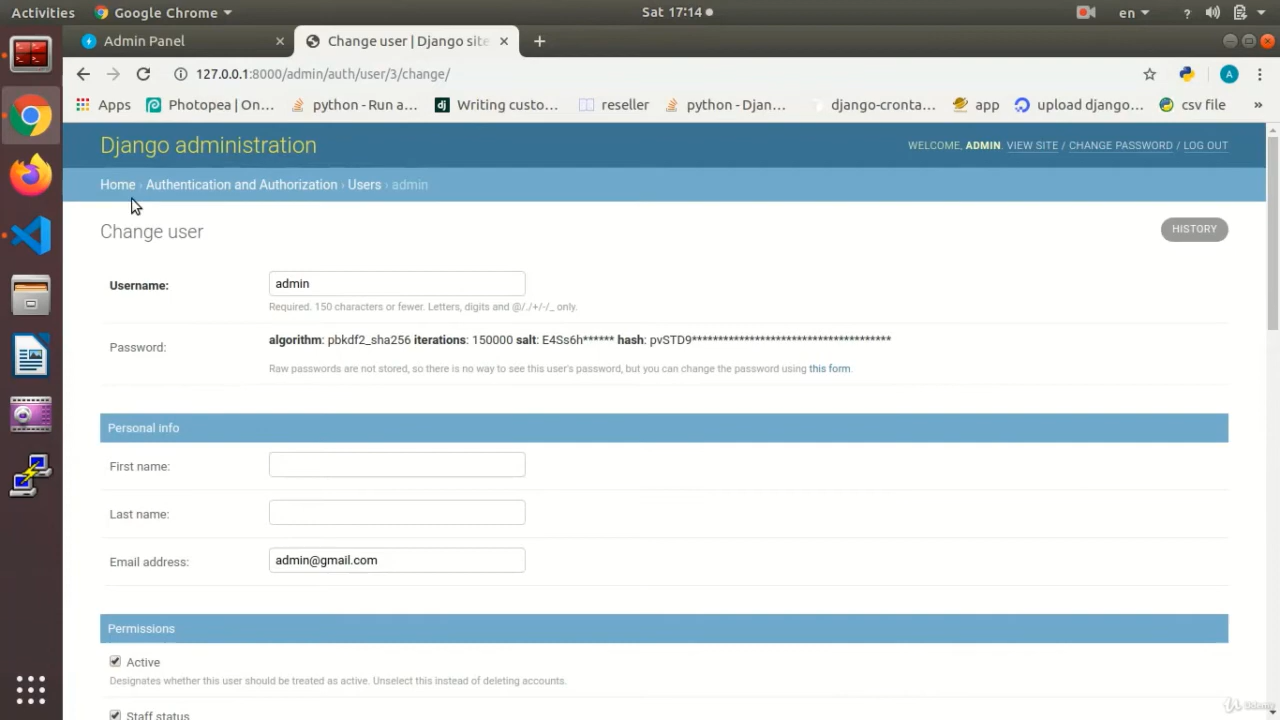 Activities Google Chrome Sat 17:14 en ?
Admin Panel × Change user | Django site × +
127.0.0.1:8000/admin/auth/user/3/change/ A
Apps Photopea | On... python - Run a... dj Writing custo... reseller python - Djan... django-cronta... app upload django... csv file »
Django administration WELCOME, ADMIN. VIEW SITE / CHANGE PASSWORD / LOG OUT
Home › Authentication and Authorization › Users › admin
Change user HISTORY
Username: admin
Required. 150 characters or fewer. Letters, digits and @/./+/-/_ only.
Password: algorithm: pbkdf2_sha256 iterations: 150000 salt: E4Ss6h****** hash: pvSTD9**************************************
Raw passwords are not stored, so there is no way to see this user's password, but you can change the password using this form.
Personal info
First name:
Last name:
Email address: admin@gmail.com
Permissions
Active
Designates whether this user should be treated as active. Unselect this instead of deleting accounts.
Staff status
Udemy